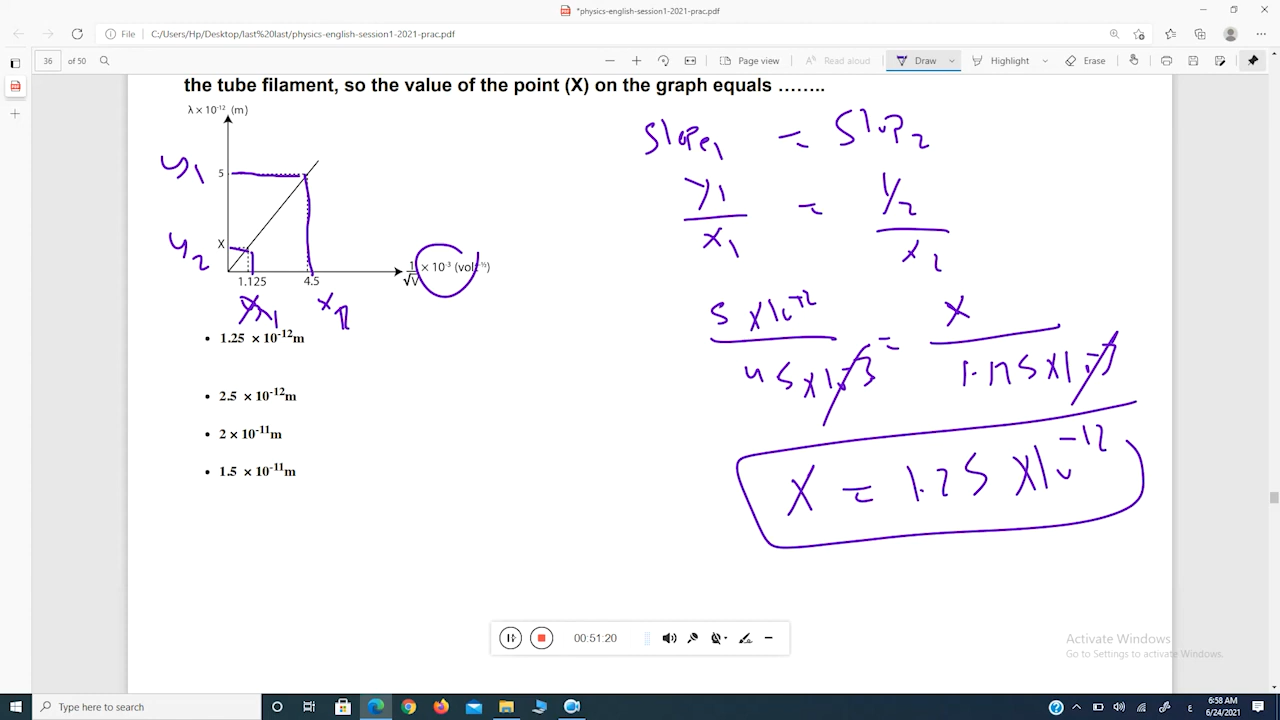 *physics-english-session1-2021-prac.pdf
File C:/Users/Hp/Desktop/last%20last/physics-english-session1-2021-prac.pdf
36 of 50
Page view
Read aloud
Draw
Highlight
Erase
the tube filament, so the value of the point (X) on the graph equals ……..
λ × 10-12 (m)
5
X
1.125
4.5
1/√V × 10-3 (volt-½)
y1
y2
x1
x2
• 1.25 ×10-12m
• 2.5 ×10-12m
• 2 ×10-11m
• 1.5 ×10-11m
Slope1 = Slop2
y1 / x1 = y2 / x2
5 x10-12 / 4.5 x10-3 = X / 1.125 x10-3
X = 1.25 x10-12
00:51:20
Activate Windows
Go to Settings to activate Windows.
Type here to search
6:58 AM
6/24/2021